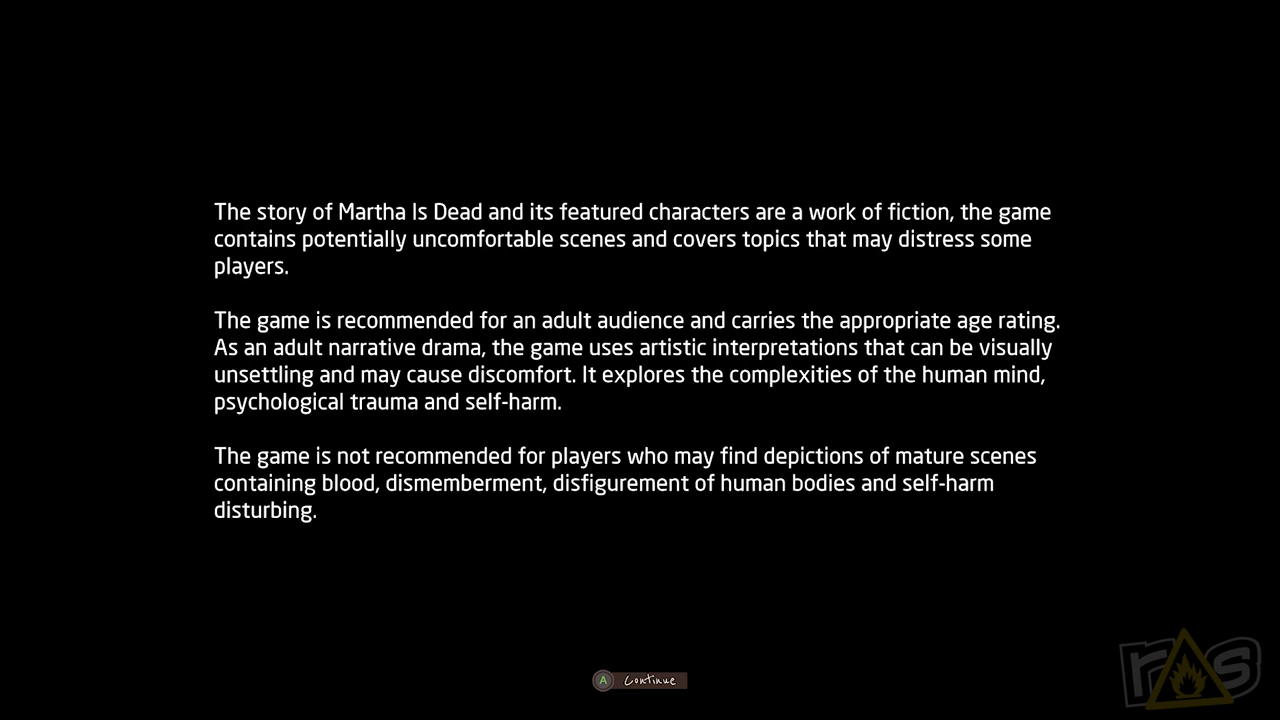 The story of Martha Is Dead and its featured characters are a work of fiction, the game
contains potentially uncomfortable scenes and covers topics that may distress some
players.
The game is recommended for an adult audience and carries the appropriate age rating.
As an adult narrative drama, the game uses artistic interpretations that can be visually
unsettling and may cause discomfort. It explores the complexities of the human mind,
psychological trauma and self-harm.
The game is not recommended for players who may find depictions of mature scenes
containing blood, dismemberment, disfigurement of human bodies and self-harm
disturbing.
A Continue
ras